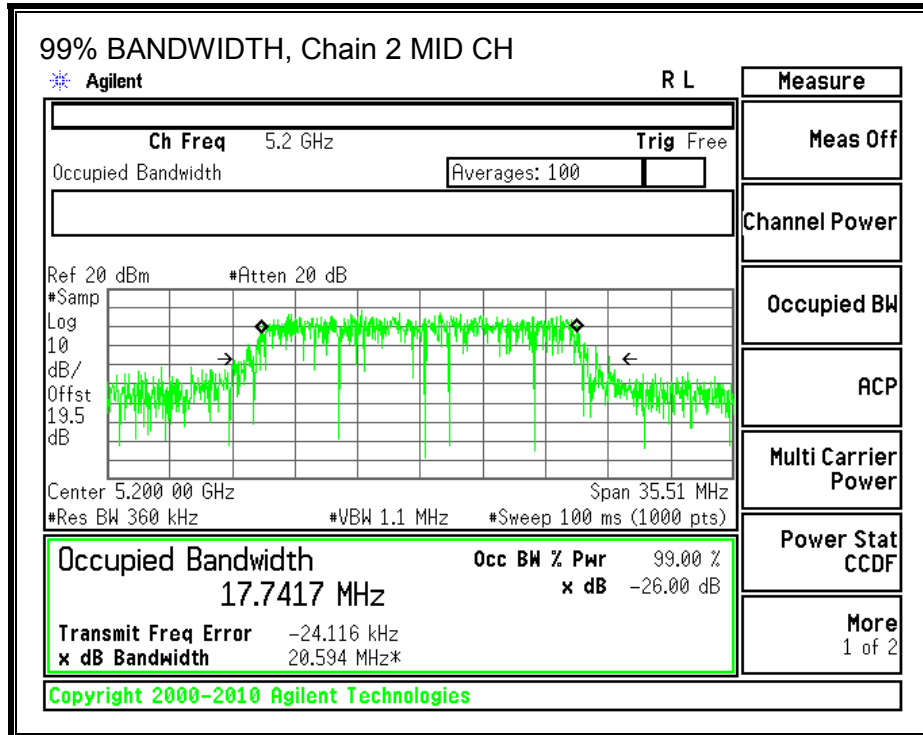 99% BANDWIDTH, Chain 2 MID CH
Agilent R L
Ch Freq 5.2 GHz Trig Free
Occupied Bandwidth Averages: 100
Ref 20 dBm #Atten 20 dB
#Samp
Log
10
dB/
Offst
19.5
dB
Center 5.200 00 GHz Span 35.51 MHz
#Res BW 360 kHz #VBW 1.1 MHz #Sweep 100 ms (1000 pts)
Occupied Bandwidth Occ BW % Pwr 99.00 %
17.7417 MHz x dB -26.00 dB
Transmit Freq Error -24.116 kHz
x dB Bandwidth 20.594 MHz*
Copyright 2000-2010 Agilent Technologies
Measure
Meas Off
Channel Power
Occupied BW
ACP
Multi Carrier
Power
Power Stat
CCDF
More
1 of 2